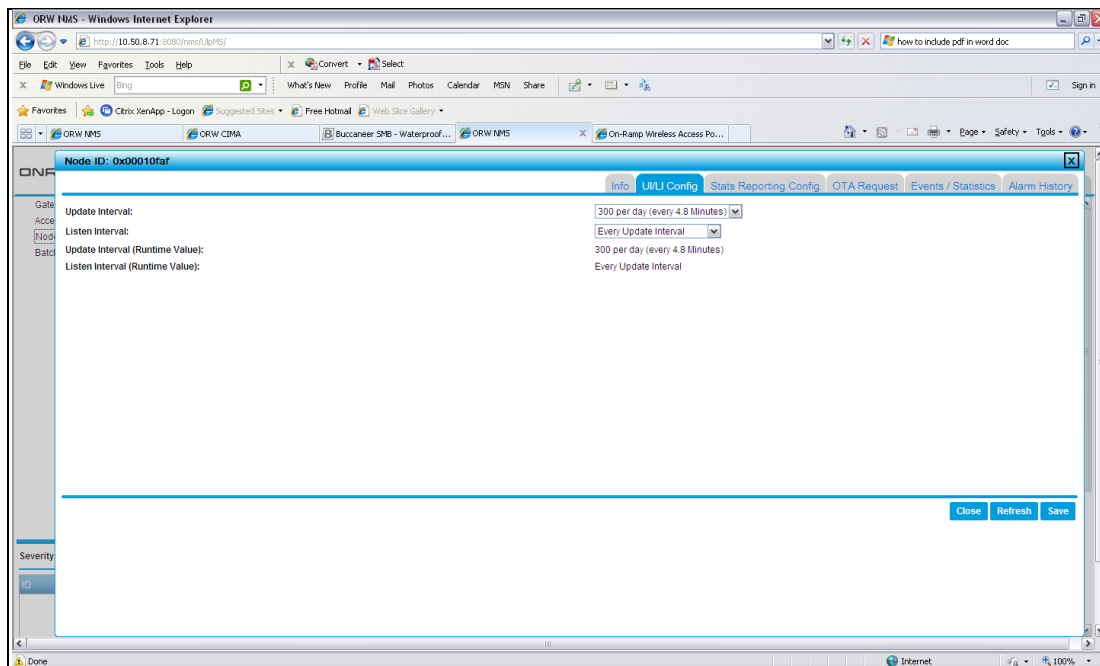 ORW NMS - Windows Internet Explorer
http://10.50.8.71:8080/nms/UlpMS/
how to include pdf in word doc
File Edit View Favorites Tools Help
x Convert Select
x Windows Live Bing What's New Profile Mail Photos Calendar MSN Share Sign in
Favorites Citrix XenApp - Logon Suggested Sites Free Hotmail Web Slice Gallery
ORW NMS ORW CIMA Buccaneer SMB - Waterproof... ORW NMS x On-Ramp Wireless Access Po... Page Safety Tools
Node ID: 0x00010faf X
Info UI/LI Config Stats Reporting Config OTA Request Events / Statistics Alarm History
Gate
Acce
Node
Batch
Update Interval: 300 per day (every 4.8 Minutes)
Listen Interval: Every Update Interval
Update Interval (Runtime Value): 300 per day (every 4.8 Minutes)
Listen Interval (Runtime Value): Every Update Interval
Close Refresh Save
Severity
ID
Done Internet 100%